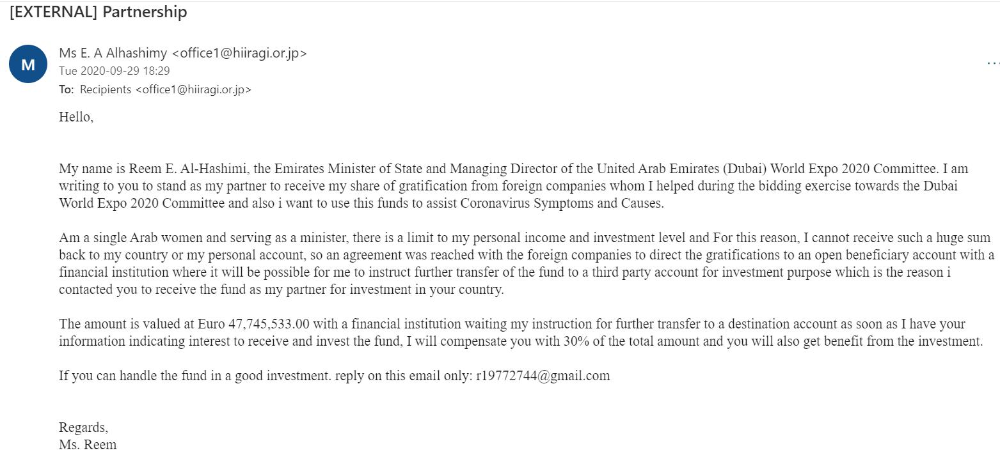 [EXTERNAL] Partnership
M
Ms E. A Alhashimy <office1@hiiragi.or.jp>
Tue 2020-09-29 18:29
To: Recipients <office1@hiiragi.or.jp>
Hello,
My name is Reem E. Al-Hashimi, the Emirates Minister of State and Managing Director of the United Arab Emirates (Dubai) World Expo 2020 Committee. I am
writing to you to stand as my partner to receive my share of gratification from foreign companies whom I helped during the bidding exercise towards the Dubai
World Expo 2020 Committee and also i want to use this funds to assist Coronavirus Symptoms and Causes.
Am a single Arab women and serving as a minister, there is a limit to my personal income and investment level and For this reason, I cannot receive such a huge sum
back to my country or my personal account, so an agreement was reached with the foreign companies to direct the gratifications to an open beneficiary account with a
financial institution where it will be possible for me to instruct further transfer of the fund to a third party account for investment purpose which is the reason i
contacted you to receive the fund as my partner for investment in your country.
The amount is valued at Euro 47,745,533.00 with a financial institution waiting my instruction for further transfer to a destination account as soon as I have your
information indicating interest to receive and invest the fund, I will compensate you with 30% of the total amount and you will also get benefit from the investment.
If you can handle the fund in a good investment. reply on this email only: r19772744@gmail.com
Regards,
Ms. Reem